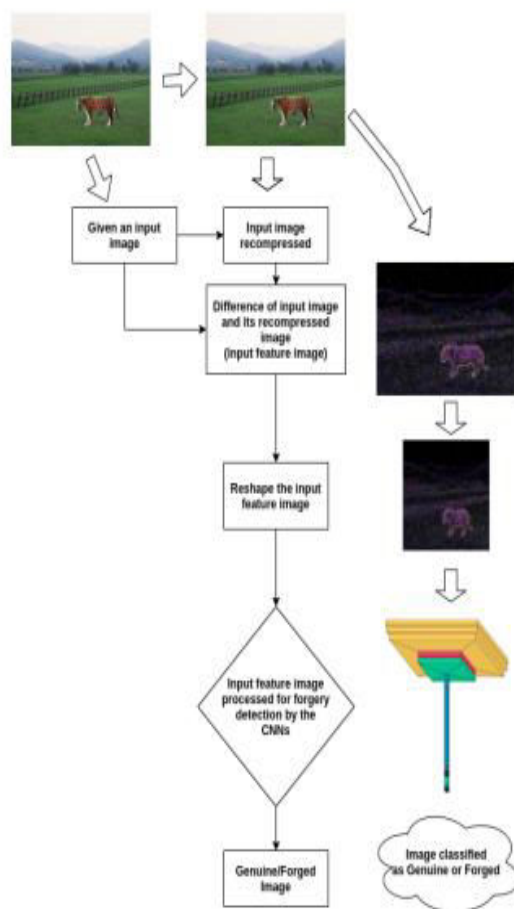 Given an input
image
Input image
recompressed
Difference of input image
and its recompressed
image
(input feature image)
Reshape the input
feature image
Input feature image
processed for forgery
detection by the
CNNs
Genuine/Forged
Image
Image classified
as Genuine or Forged